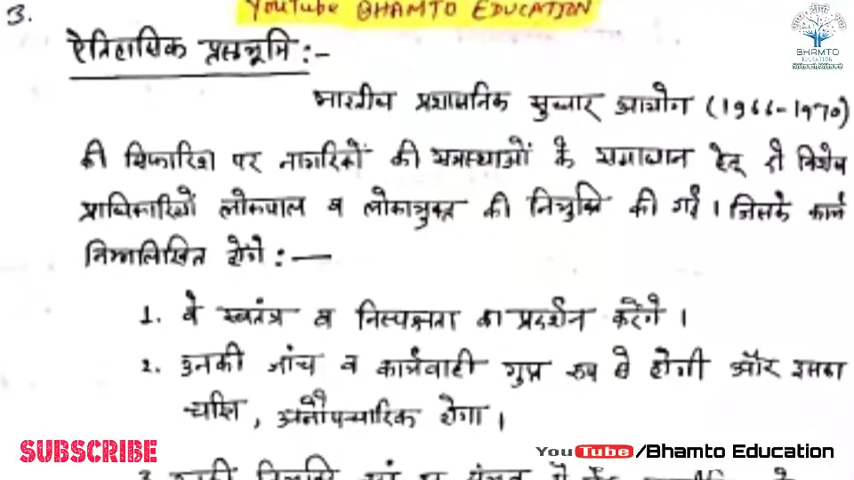 3.
YouTube BHAMTO EDUCATION
BHAMTO
EDUCATION
ऐतिहासिक पृष्ठभूमि :-
भारतीय प्रशासनिक सुधार आयोग (1966-1970)
की सिफारिश पर नागरिकों की समस्याओं के समाधान हेतु दो विशेष
प्राधिकारियों लोकपाल व लोकायुक्त की नियुक्ति की गई। जिसके कार्य
निम्नलिखित होंगे :—
1. वे स्वतंत्र व निस्पक्षता का प्रदर्शन करेंगे।
2. उनकी जांच व कार्यवाही गुप्त रूप से होगी और इसका
चरित्र, अनौपचारिक होगा।
SUBSCRIBE
YouTube/Bhamto Education